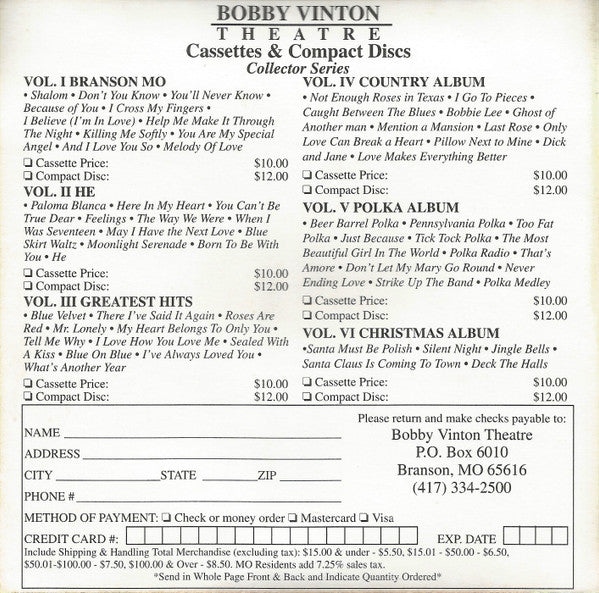 BOBBY VINTON
THEATRE
Cassettes & Compact Discs
Collector Series
VOL. I BRANSON MO
• Shalom • Don't You Know • You'll Never Know •
Because of You • I Cross My Fingers •
I Believe (I'm In Love) • Help Me Make It Through
The Night • Killing Me Softly • You Are My Special
Angel • And I Love You So • Melody Of Love
❏ Cassette Price: $10.00
❏ Compact Disc: $12.00
VOL. II HE
• Paloma Blanca • Here In My Heart • You Can't Be
True Dear • Feelings • The Way We Were • When I
Was Seventeen • May I Have the Next Love • Blue
Skirt Waltz • Moonlight Serenade • Born To Be With
You • He
❏ Cassette Price: $10.00
❏ Compact Disc: $12.00
VOL. III GREATEST HITS
• Blue Velvet • There I've Said It Again • Roses Are
Red • Mr. Lonely • My Heart Belongs To Only You •
Tell Me Why • I Love How You Love Me • Sealed With
A Kiss • Blue On Blue • I've Always Loved You •
What's Another Year
❏ Cassette Price: $10.00
❏ Compact Disc: $12.00
VOL. IV COUNTRY ALBUM
• Not Enough Roses in Texas • I Go To Pieces •
Caught Between The Blues • Bobbie Lee • Ghost of
Another man • Mention a Mansion • Last Rose • Only
Love Can Break a Heart • Pillow Next to Mine • Dick
and Jane • Love Makes Everything Better
❏ Cassette Price: $10.00
❏ Compact Disc: $12.00
VOL. V POLKA ALBUM
• Beer Barrel Polka • Pennsylvania Polka • Too Fat
Polka • Just Because • Tick Tock Polka • The Most
Beautiful Girl In The World • Polka Radio • That's
Amore • Don't Let My Mary Go Round • Never
Ending Love • Strike Up The Band • Polka Medley
❏ Cassette Price: $10.00
❏ Compact Disc: $12.00
VOL. VI CHRISTMAS ALBUM
•Santa Must Be Polish • Silent Night • Jingle Bells •
Santa Claus Is Coming To Town • Deck The Halls
❏ Cassette Price: $10.00
❏ Compact Disc: $12.00
NAME
ADDRESS
CITY STATE ZIP
PHONE #
Please return and make checks payable to:
Bobby Vinton Theatre
P.O. Box 6010
Branson, MO 65616
(417) 334-2500
METHOD OF PAYMENT: ❏ Check or money order ❏ Mastercard ❏ Visa
CREDIT CARD #: EXP. DATE
Include Shipping & Handling Total Merchandise (excluding tax): $15.00 & under - $5.50, $15.01 - $50.00 - $6.50,
$50.01-$100.00 - $7.50, $100.00 & Over - $8.50. MO Residents add 7.25% sales tax.
*Send in Whole Page Front & Back and Indicate Quantity Ordered*